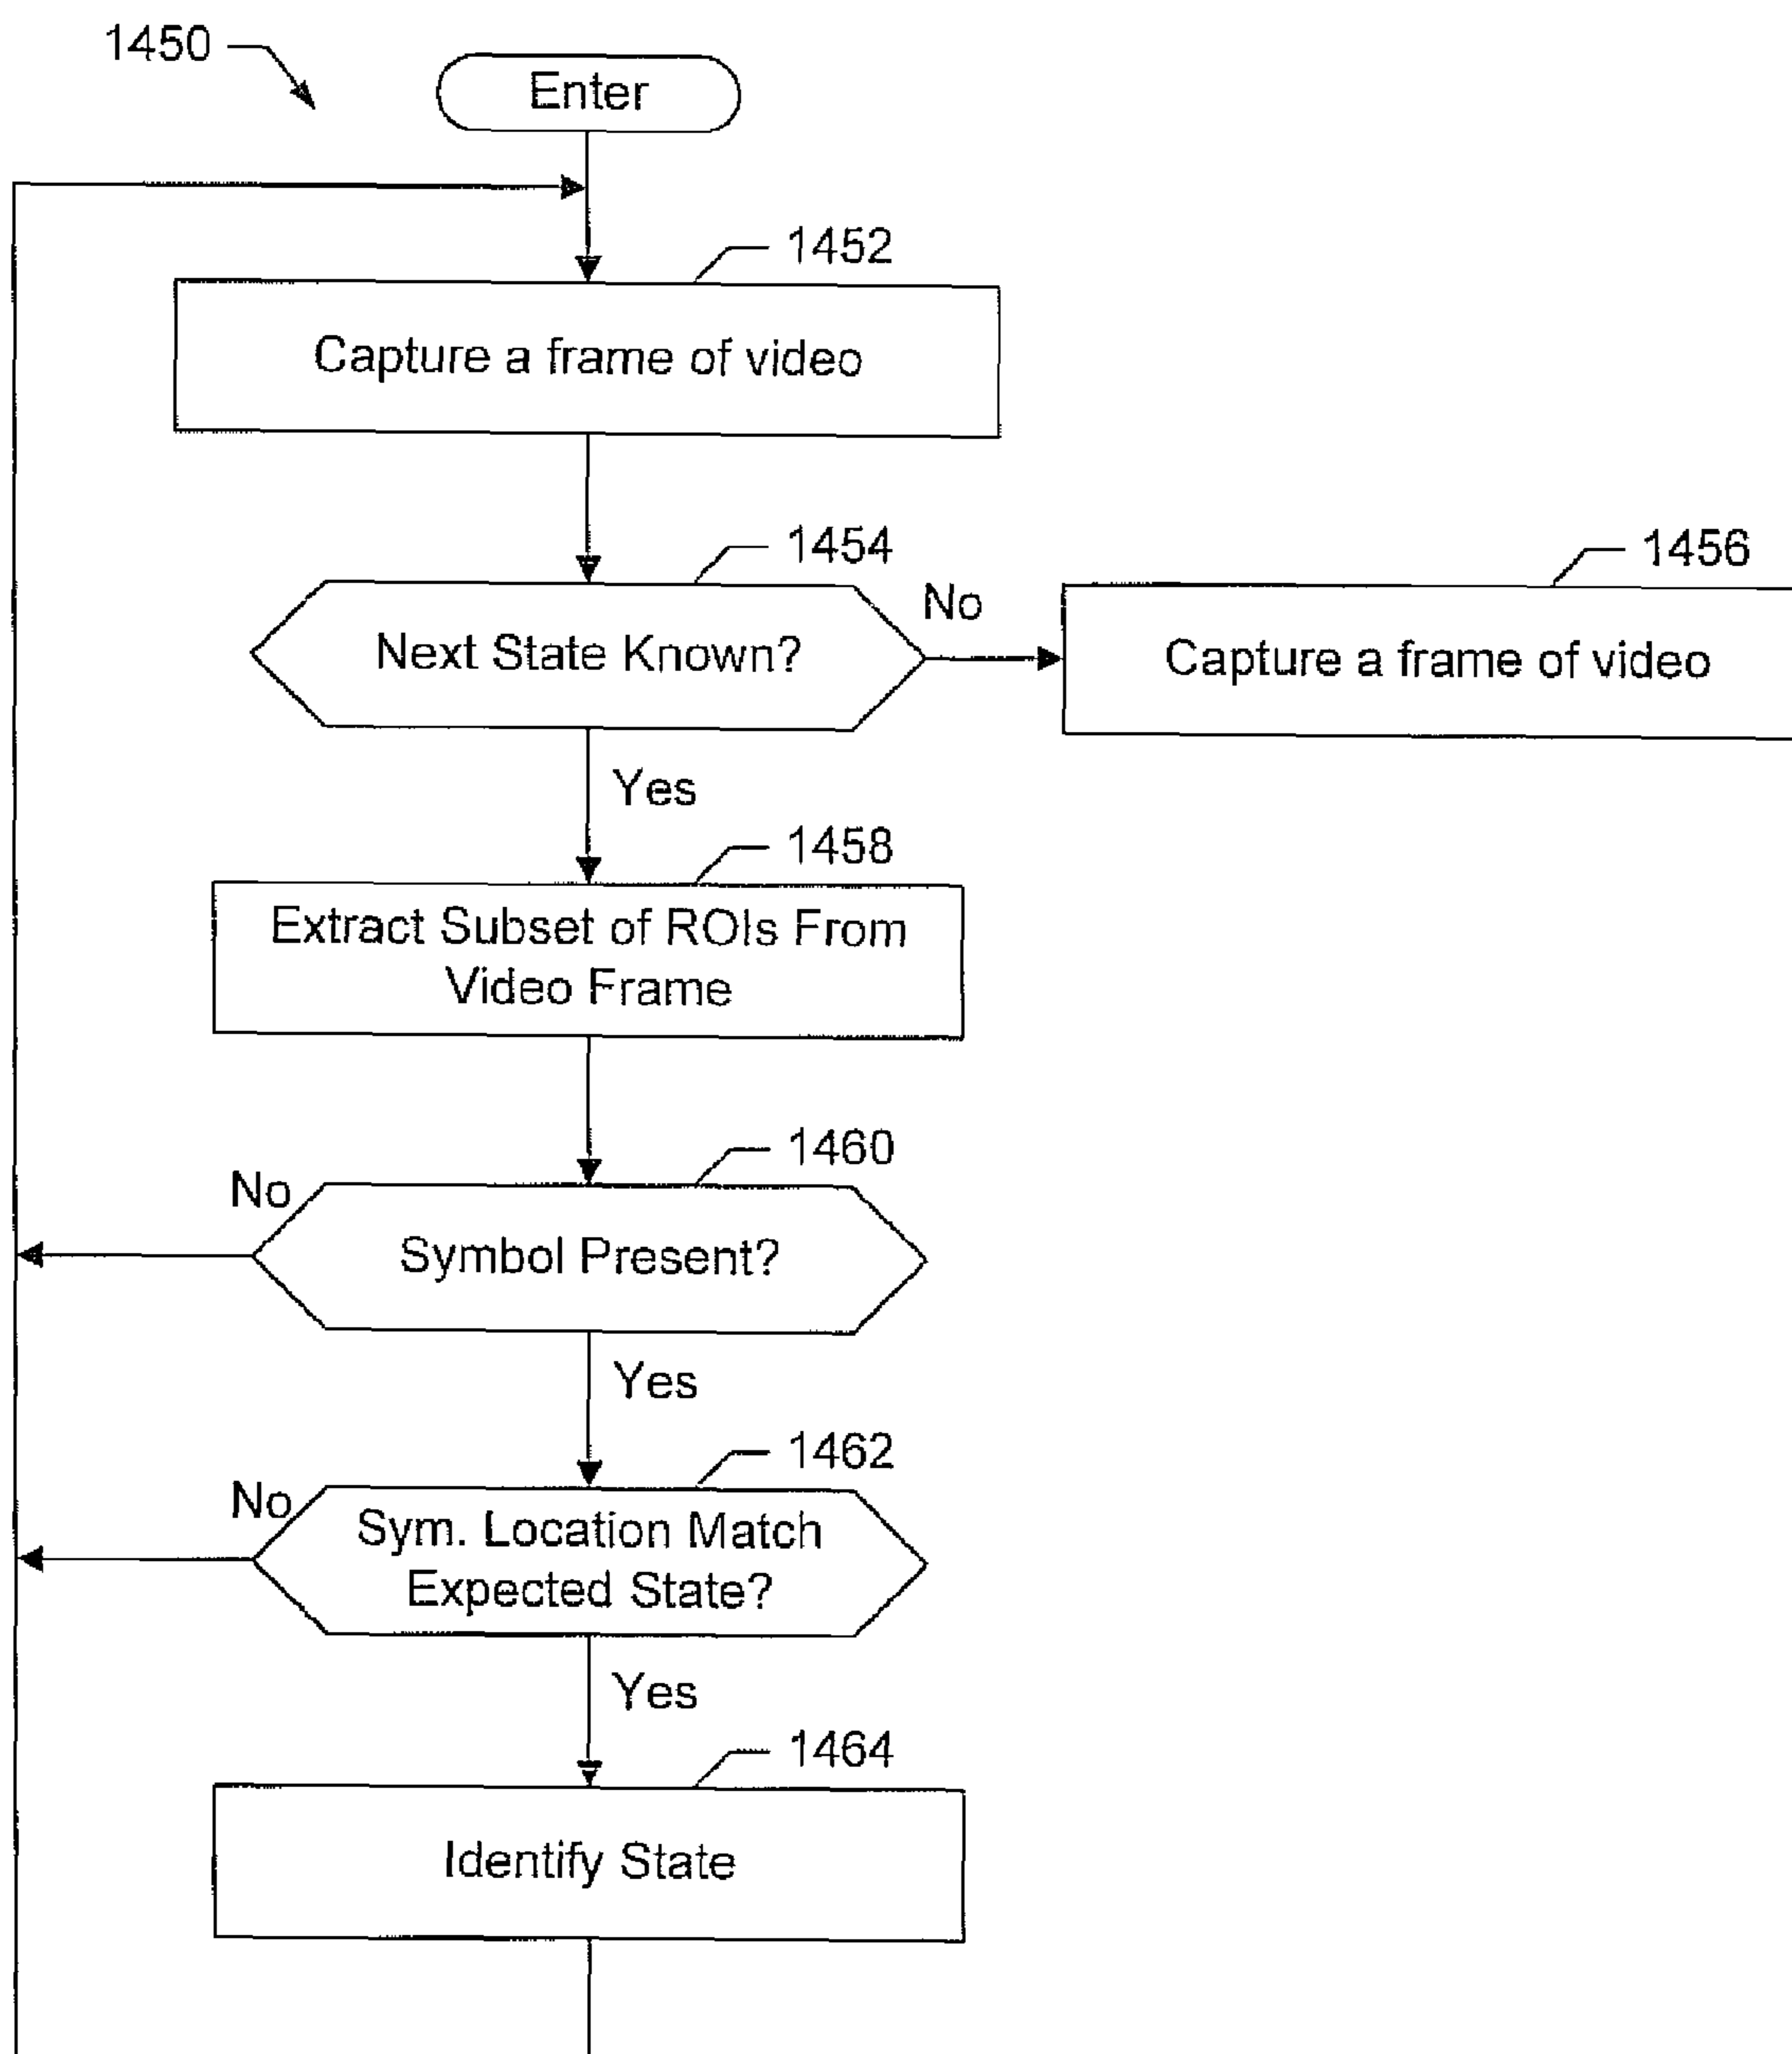 1450
Enter
1452
Capture a frame of video
1454
Next State Known?
No
1456
Capture a frame of video
Yes
1458
Extract Subset of ROIs From
Video Frame
1460
No
Symbol Present?
Yes
1462
No
Sym. Location Match
Expected State?
Yes
1464
Identify State